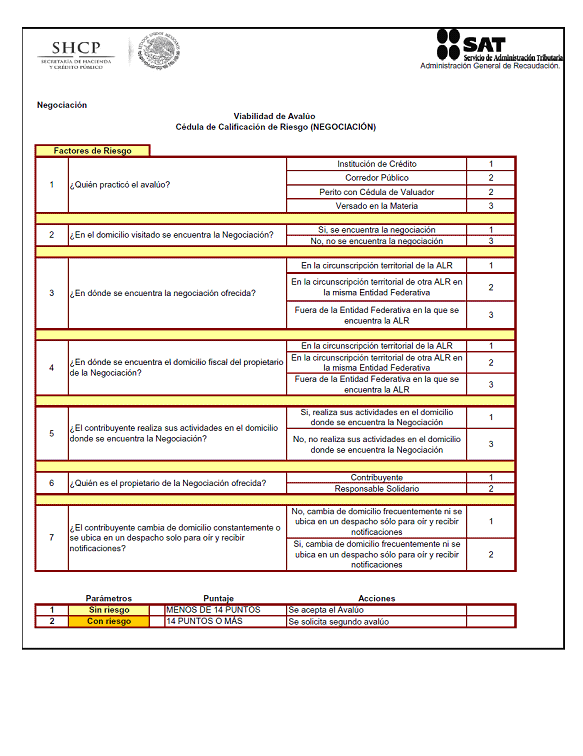 SHCP
SECRETARÍA DE HACIENDA
Y CRÉDITO PÚBLICO
ESTADOS UNIDOS MEXICANOS
SAT
Servicio de Administración Tributaria
Administración General de Recaudación.
Negociación
Viabilidad de Avalúo
Cédula de Calificación de Riesgo (NEGOCIACIÓN)
Factores de Riesgo
1
¿Quién practicó el avalúo?
Institución de Crédito 1
Corredor Público 2
Perito con Cédula de Valuador 2
Versado en la Materia 3
2
¿En el domicilio visitado se encuentra la Negociación?
Si, se encuentra la negociación 1
No, no se encuentra la negociación 3
3
¿En dónde se encuentra la negociación ofrecida?
En la circunscripción territorial de la ALR 1
En la circunscripción territorial de otra ALR en
la misma Entidad Federativa 2
Fuera de la Entidad Federativa en la que se
encuentra la ALR 3
4
¿En dónde se encuentra el domicilio fiscal del propietario
de la Negociación?
En la circunscripción territorial de la ALR 1
En la circunscripción territorial de otra ALR en
la misma Entidad Federativa 2
Fuera de la Entidad Federativa en la que se
encuentra la ALR 3
5
¿El contribuyente realiza sus actividades en el domicilio
donde se encuentra la Negociación?
Si, realiza sus actividades en el domicilio
donde se encuentra la Negociación 1
No, no realiza sus actividades en el domicilio
donde se encuentra la Negociación 3
6
¿Quién es el propietario de la Negociación ofrecida?
Contribuyente 1
Responsable Solidario 2
7
¿El contribuyente cambia de domicilio constantemente o
se ubica en un despacho solo para oír y recibir
notificaciones?
No, cambia de domicilio frecuentemente ni se
ubica en un despacho sólo para oír y recibir
notificaciones 1
Si, cambia de domicilio frecuentemente ni se
ubica en un despacho sólo para oír y recibir
notificaciones 2
Parámetros Puntaje Acciones
1 Sin riesgo MENOS DE 14 PUNTOS Se acepta el Avalúo
2 Con riesgo 14 PUNTOS O MÁS Se solicita segundo avalúo